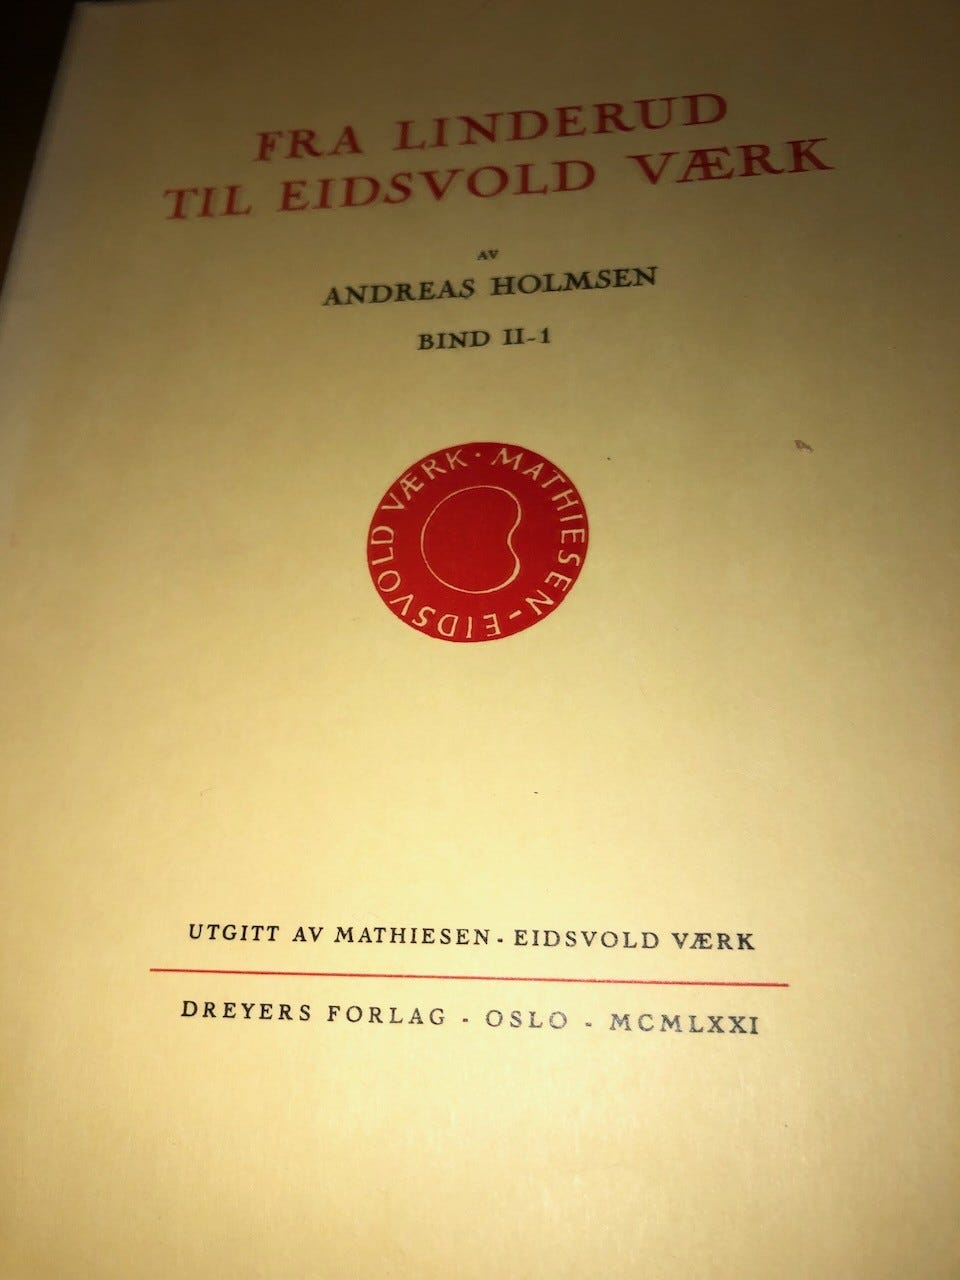 FRA LINDERUD
TIL EIDSVOLD VÆRK
AV
ANDREAS HOLMSEN
BIND II-1
MATHIESEN-EIDSVOLD VÆRK ·
UTGITT AV MATHIESEN - EIDSVOLD VÆRK
DREYERS FORLAG - OSLO - MCMLXXI